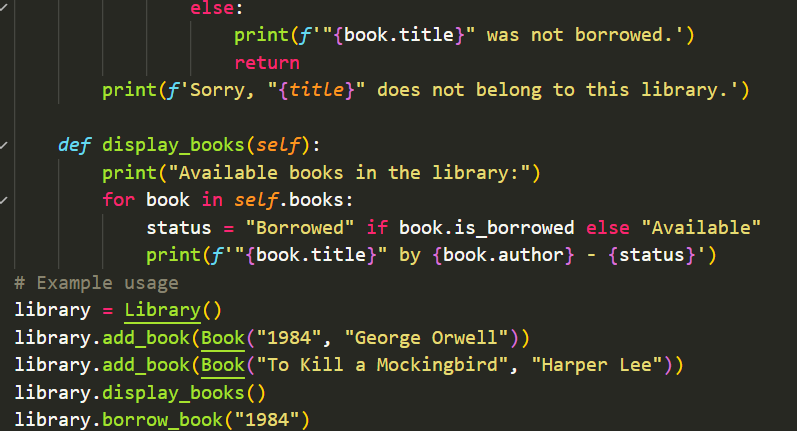 else:
print(f'"{book.title}" was not borrowed.')
return
print(f'Sorry, "{title}" does not belong to this library.')
def display_books(self):
print("Available books in the library:")
for book in self.books:
status = "Borrowed" if book.is_borrowed else "Available"
print(f'"{book.title}" by {book.author} - {status}')
# Example usage
library = Library()
library.add_book(Book("1984", "George Orwell"))
library.add_book(Book("To Kill a Mockingbird", "Harper Lee"))
library.display_books()
library.borrow_book("1984")